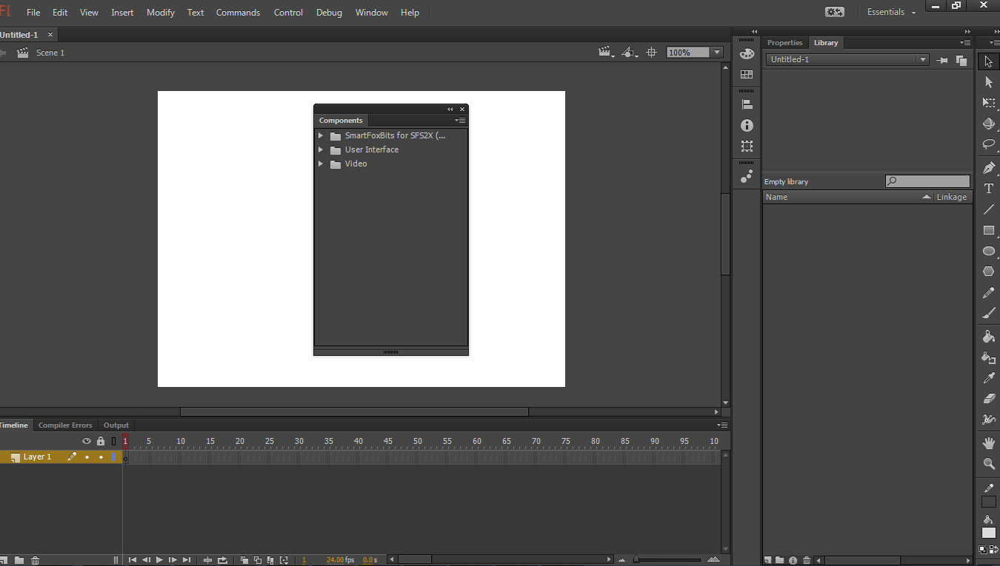 Fl File Edit View Insert Modify Text Commands Control Debug Window Help Essentials
Untitled-1 ×
Scene 1 100%
Properties Library
Untitled-1
Components
SmartFoxBits for SFS2X (...
User Interface
Video
Empty library
Name Linkage
Timeline Compiler Errors Output
1 5 10 15 20 25 30 35 40 45 50 55 60 65 70 75 80 85 90 95 10
Layer 1
1 24.00 fps 0.0 s